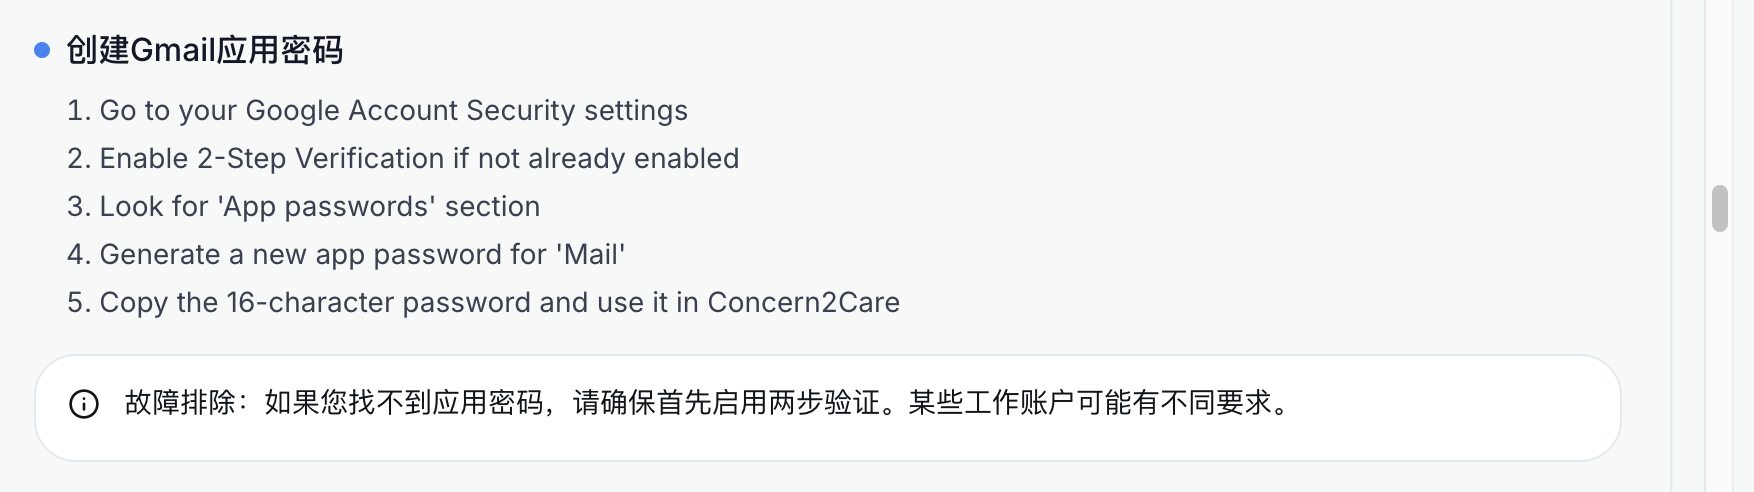 创建Gmail应用密码
1. Go to your Google Account Security settings
2. Enable 2-Step Verification if not already enabled
3. Look for 'App passwords' section
4. Generate a new app password for 'Mail'
5. Copy the 16-character password and use it in Concern2Care
故障排除：如果您找不到应用密码，请确保首先启用两步验证。某些工作账户可能有不同要求。